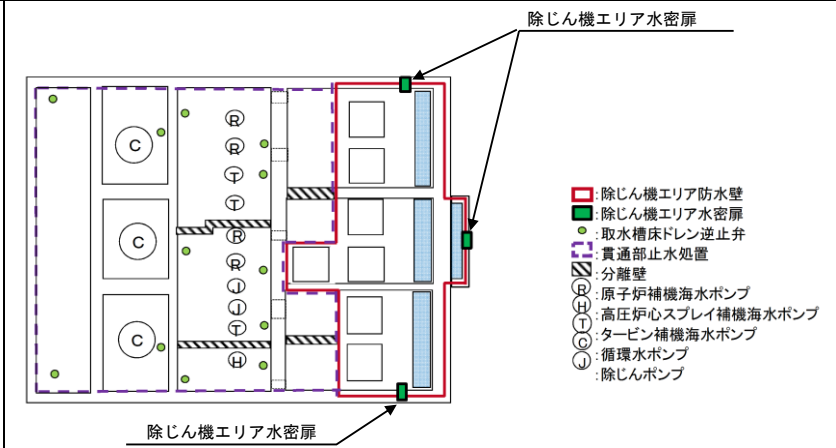 除じん機エリア水密扉
C
C
C
R
R
T
T
R
R
J
J
T
H
:除じん機エリア防水壁
:除じん機エリア水密扉
:取水槽床ドレン逆止弁
:貫通部止水処置
:分離壁
R :原子炉補機海水ポンプ
H :高圧炉心スプレイ補機海水ポンプ
T :タービン補機海水ポンプ
C :循環水ポンプ
J :除じんポンプ
除じん機エリア水密扉